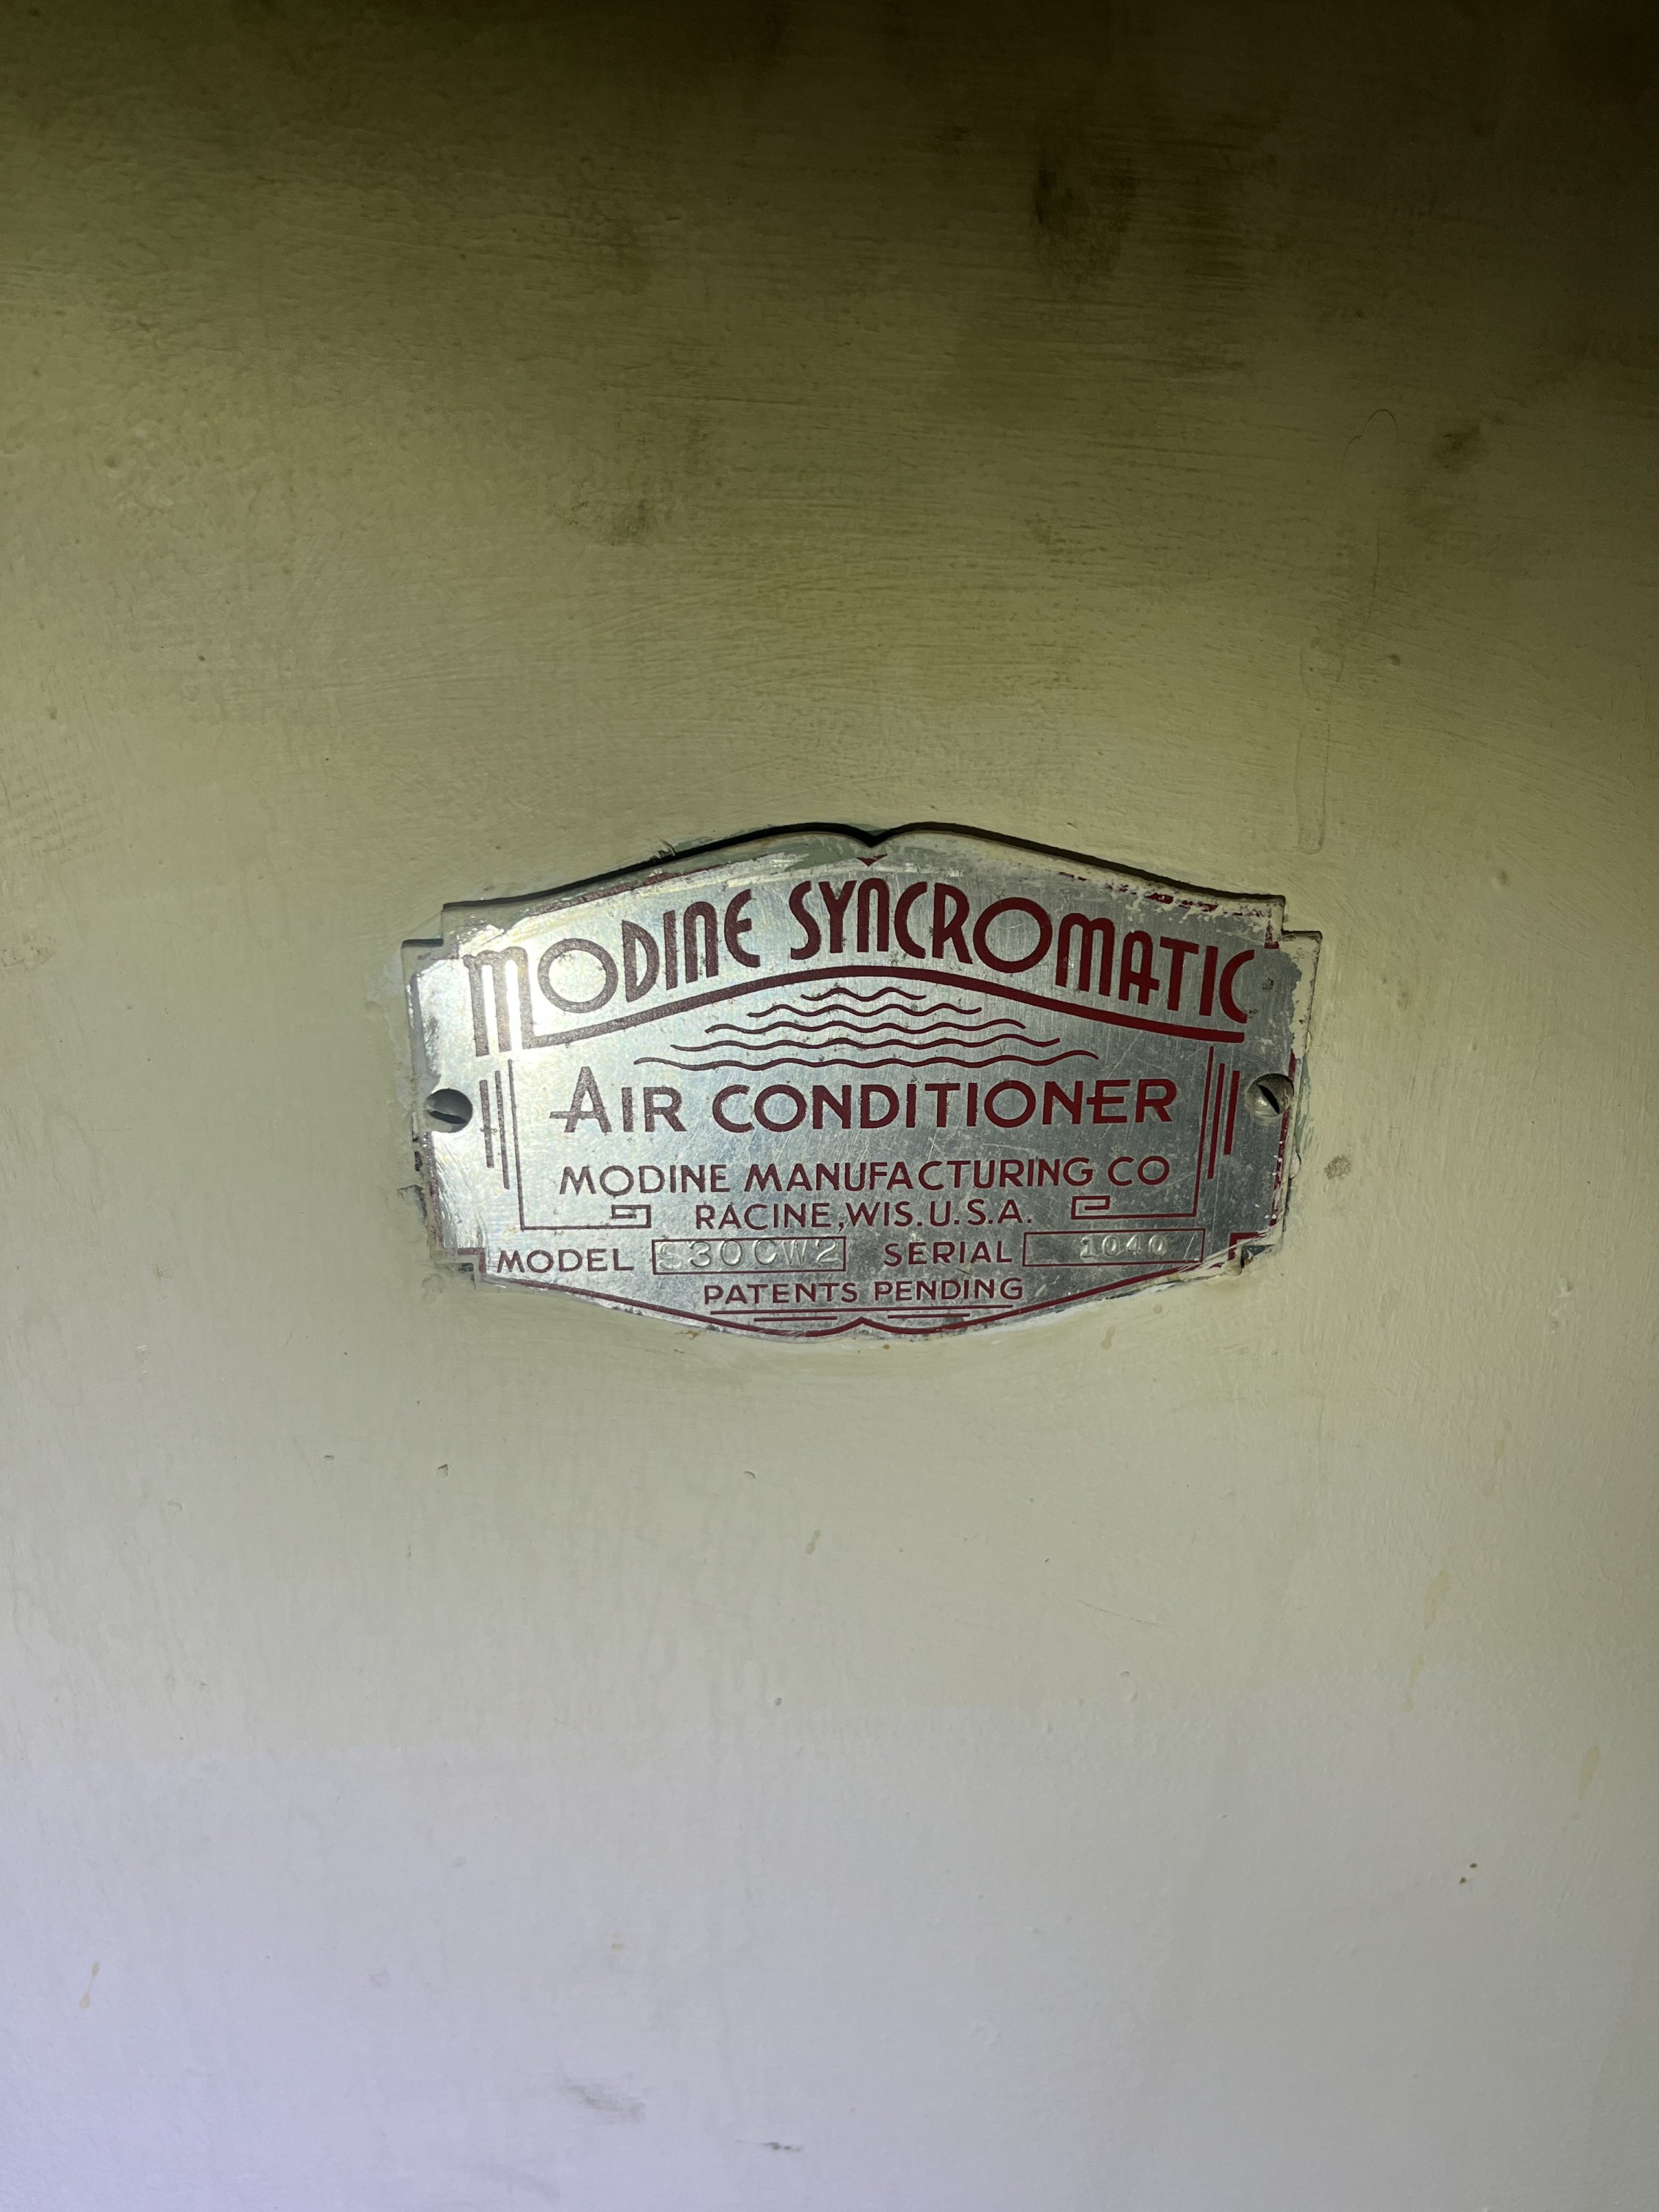 MODINE SYNCROMATIC
AIR CONDITIONER
MODINE MANUFACTURING CO
RACINE, WIS. U.S.A.
MODEL S30CW2 SERIAL 1040
PATENTS PENDING